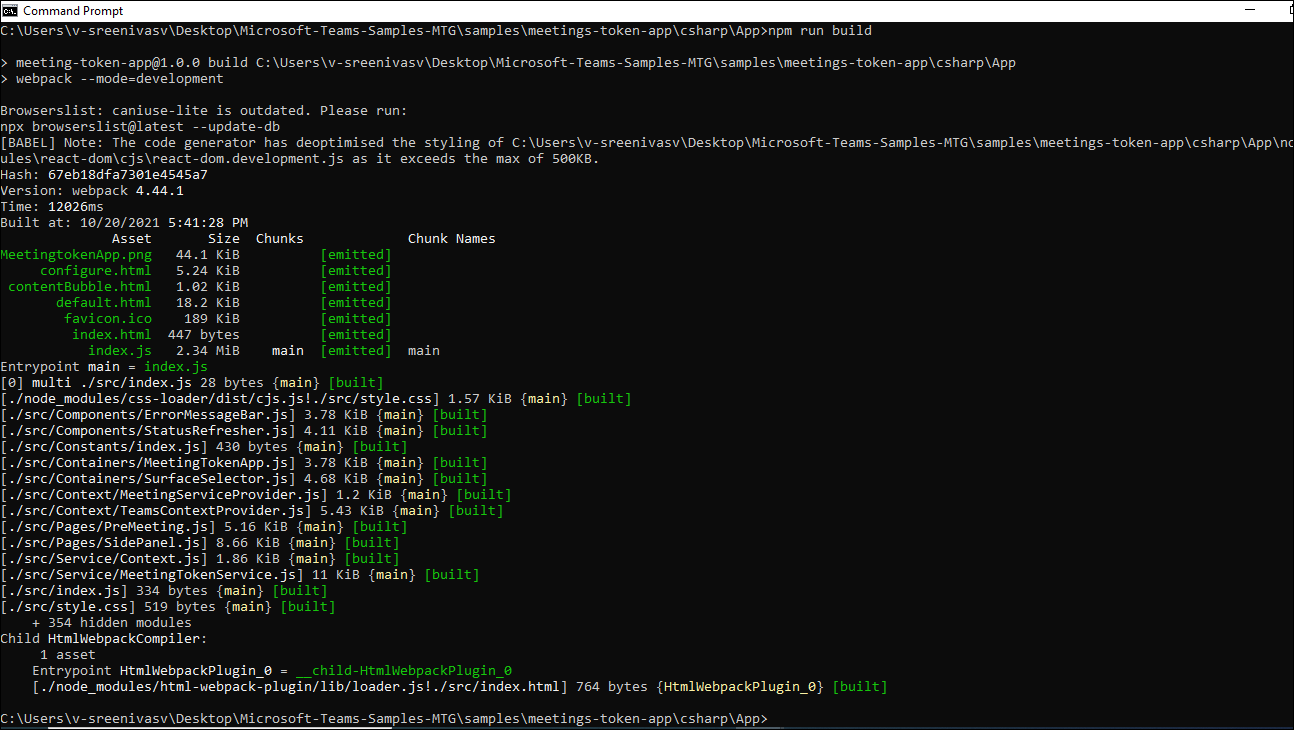 Command Prompt
C:\Users\v-sreenivasv\Desktop\Microsoft-Teams-Samples-MTG\samples\meetings-token-app\csharp\App>npm run build
> meeting-token-app@1.0.0 build C:\Users\v-sreenivasv\Desktop\Microsoft-Teams-Samples-MTG\samples\meetings-token-app\csharp\App
> webpack --mode=development
Browserslist: caniuse-lite is outdated. Please run:
npx browserslist@latest --update-db
[BABEL] Note: The code generator has deoptimised the styling of C:\Users\v-sreenivasv\Desktop\Microsoft-Teams-Samples-MTG\samples\meetings-token-app\csharp\App\no
ules\react-dom\cjs\react-dom.development.js as it exceeds the max of 500KB.
Hash: 67eb18dfa7301e4545a7
Version: webpack 4.44.1
Time: 12026ms
Built at: 10/20/2021 5:41:28 PM
Asset Size Chunks Chunk Names
MeetingtokenApp.png 44.1 KiB [emitted]
configure.html 5.24 KiB [emitted]
contentBubble.html 1.02 KiB [emitted]
default.html 18.2 KiB [emitted]
favicon.ico 189 KiB [emitted]
index.html 447 bytes [emitted]
index.js 2.34 MiB main [emitted] main
Entrypoint main = index.js
[0] multi ./src/index.js 28 bytes {main} [built]
[./node_modules/css-loader/dist/cjs.js!./src/style.css] 1.57 KiB {main} [built]
[./src/Components/ErrorMessageBar.js] 3.78 KiB {main} [built]
[./src/Components/StatusRefresher.js] 4.11 KiB {main} [built]
[./src/Constants/index.js] 430 bytes {main} [built]
[./src/Containers/MeetingTokenApp.js] 3.78 KiB {main} [built]
[./src/Containers/SurfaceSelector.js] 4.68 KiB {main} [built]
[./src/Context/MeetingServiceProvider.js] 1.2 KiB {main} [built]
[./src/Context/TeamsContextProvider.js] 5.43 KiB {main} [built]
[./src/Pages/PreMeeting.js] 5.16 KiB {main} [built]
[./src/Pages/SidePanel.js] 8.66 KiB {main} [built]
[./src/Service/Context.js] 1.86 KiB {main} [built]
[./src/Service/MeetingTokenService.js] 11 KiB {main} [built]
[./src/index.js] 334 bytes {main} [built]
[./src/style.css] 519 bytes {main} [built]
+ 354 hidden modules
Child HtmlWebpackCompiler:
1 asset
Entrypoint HtmlWebpackPlugin_0 = __child-HtmlWebpackPlugin_0
[./node_modules/html-webpack-plugin/lib/loader.js!./src/index.html] 764 bytes {HtmlWebpackPlugin_0} [built]
C:\Users\v-sreenivasv\Desktop\Microsoft-Teams-Samples-MTG\samples\meetings-token-app\csharp\App>